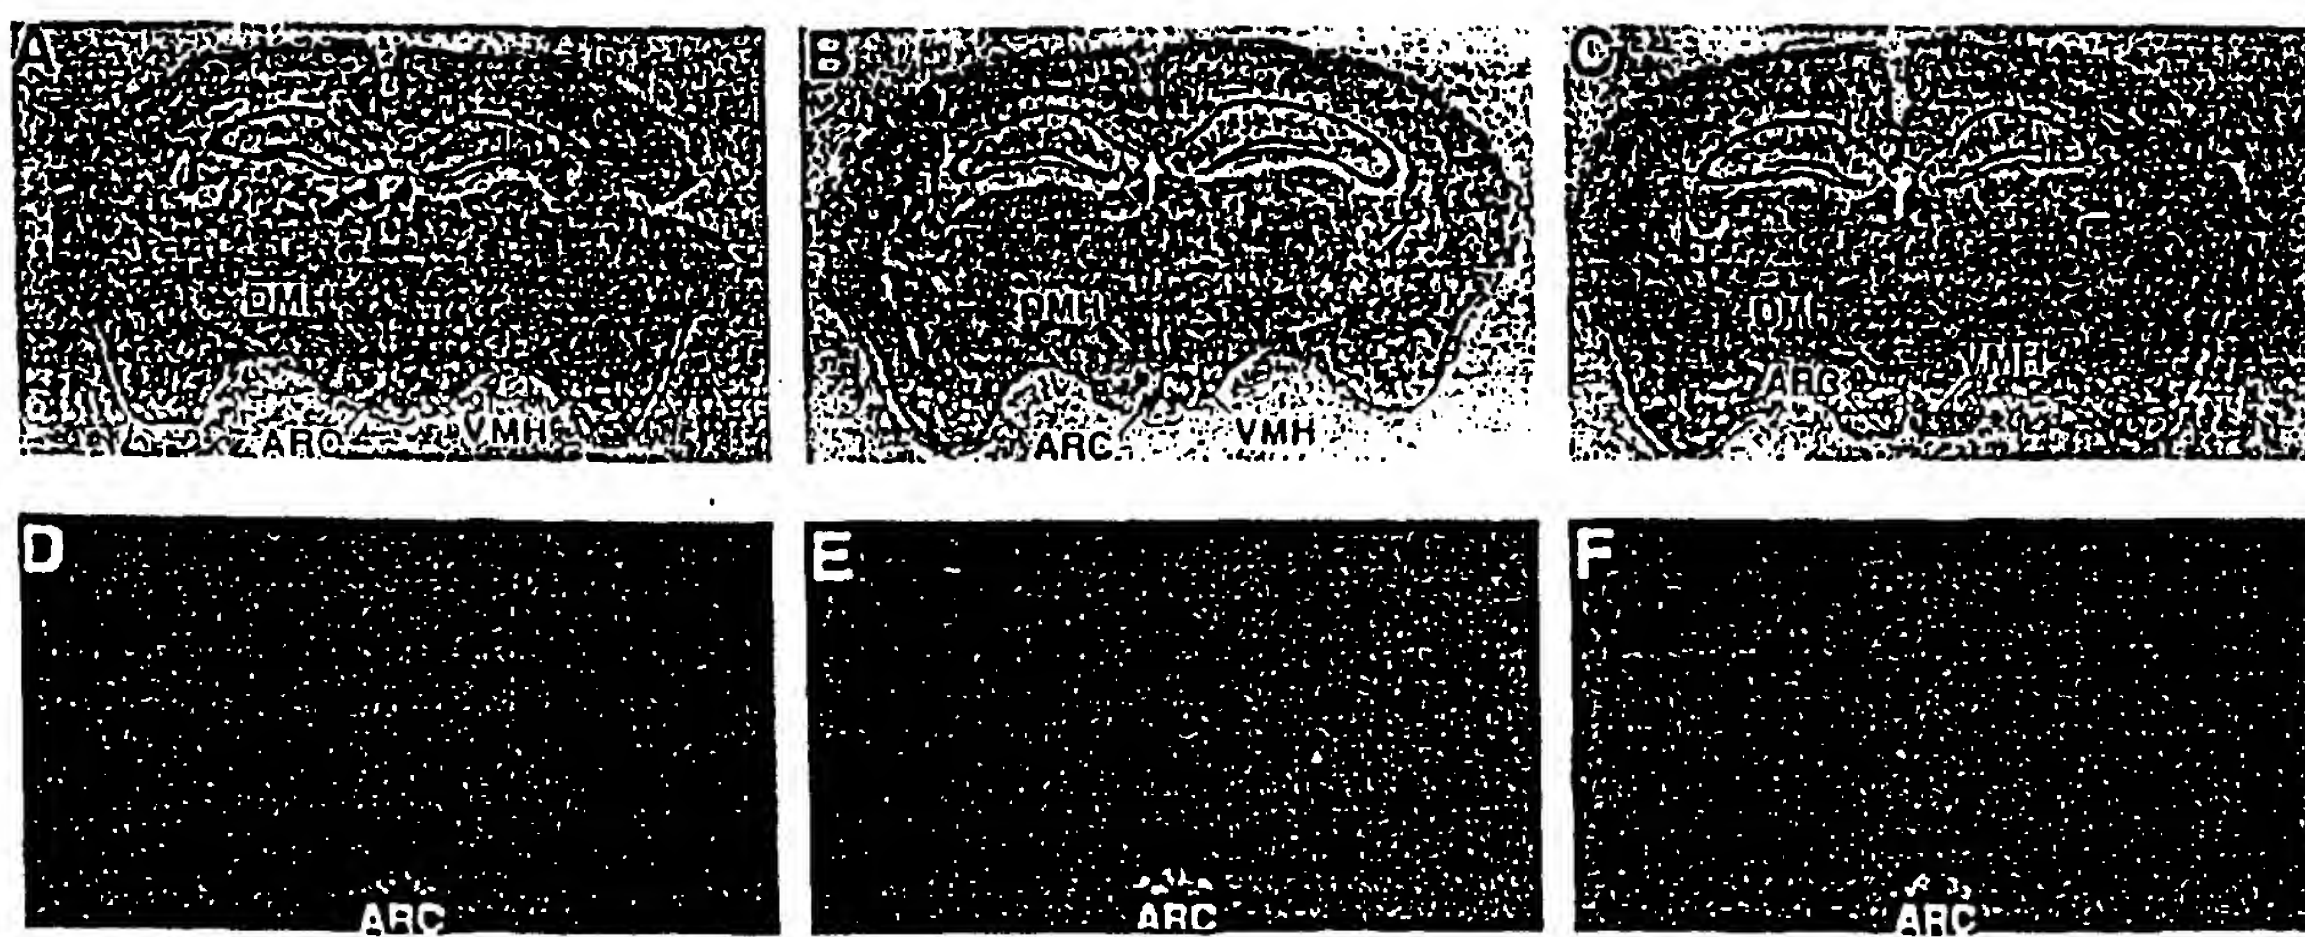 A B C
DMH DMH DMH
VMH
ARC
ARC VMH ARC VMH
D E F
ARC ARC ARC